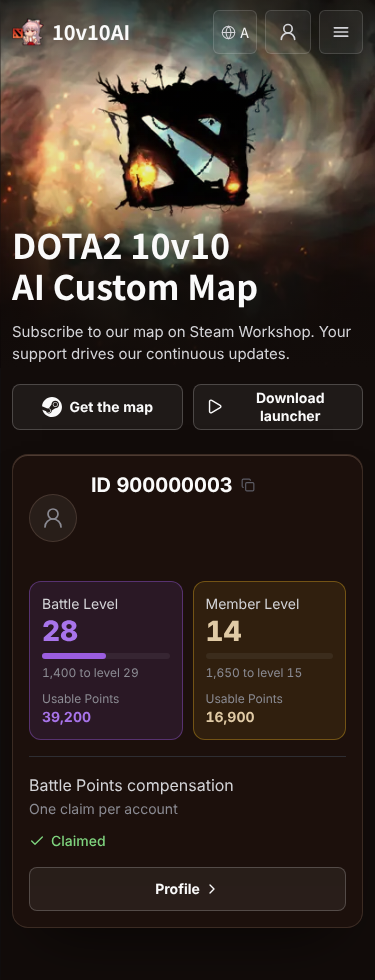 10v10AI
A
DOTA2 10v10
AI Custom Map
Subscribe to our map on Steam Workshop. Your
support drives our continuous updates.
Get the map
Download
launcher
ID 900000003
Battle Level
28
1,400 to level 29
Usable Points
39,200
Member Level
14
1,650 to level 15
Usable Points
16,900
Battle Points compensation
One claim per account
Claimed
Profile